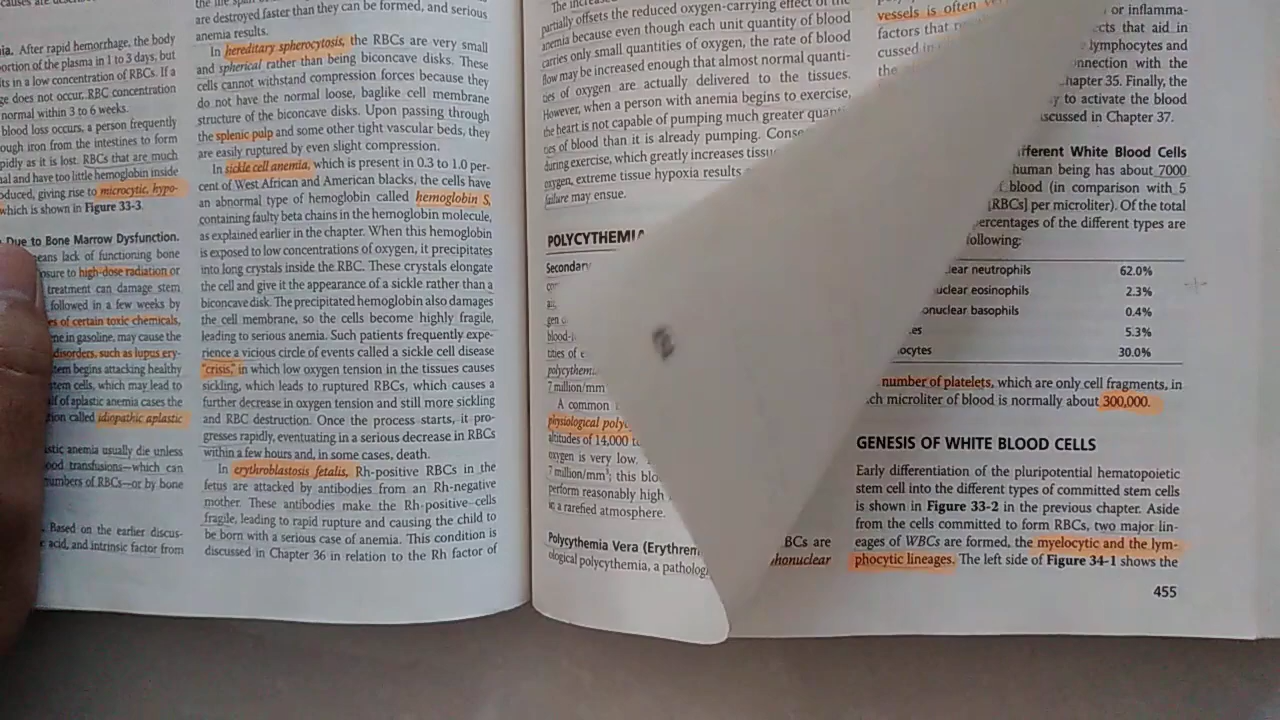 are destroyed faster than they can be formed, and serious
anemia results.
ia. After rapid hemorrhage, the body
portion of the plasma in 1 to 3 days, but
its in a low concentration of RBCs. If a
ge does not occur, RBC concentration
normal within 3 to 6 weeks.
blood loss occurs, a person frequently
ough iron from the intestines to form
pidly as it is lost. RBCs that are much
al and have too little hemoglobin inside
oduced, giving rise to microcytic, hypo-
which is shown in Figure 33-3.
Due to Bone Marrow Dysfunction.
eans lack of functioning bone
osure to high-dose radiation or
treatment can damage stem
followed in a few weeks by
es of certain toxic chemicals,
ne in gasoline, may cause the
disorders, such as lupus ery-
tem begins attacking healthy
stem cells, which may lead to
alf of aplastic anemia cases the
tion called idiopathic aplastic
astic anemia usually die unless
ood transfusions—which can
numbers of RBCs—or by bone
Based on the earlier discus-
c acid, and intrinsic factor from
In hereditary spherocytosis, the RBCs are very small
and spherical rather than being biconcave disks. These
cells cannot withstand compression forces because they
do not have the normal loose, baglike cell membrane
structure of the biconcave disks. Upon passing through
the splenic pulp and some other tight vascular beds, they
are easily ruptured by even slight compression.
In sickle cell anemia, which is present in 0.3 to 1.0 per-
cent of West African and American blacks, the cells have
an abnormal type of hemoglobin called hemoglobin S,
containing faulty beta chains in the hemoglobin molecule,
as explained earlier in the chapter. When this hemoglobin
is exposed to low concentrations of oxygen, it precipitates
into long crystals inside the RBC. These crystals elongate
the cell and give it the appearance of a sickle rather than a
biconcave disk. The precipitated hemoglobin also damages
the cell membrane, so the cells become highly fragile,
leading to serious anemia. Such patients frequently expe-
rience a vicious circle of events called a sickle cell disease
"crisis," in which low oxygen tension in the tissues causes
sickling, which leads to ruptured RBCs, which causes a
further decrease in oxygen tension and still more sickling
and RBC destruction. Once the process starts, it pro-
gresses rapidly, eventuating in a serious decrease in RBCs
within a few hours and, in some cases, death.
In erythroblastosis fetalis, Rh-positive RBCs in the
fetus are attacked by antibodies from an Rh-negative
mother. These antibodies make the Rh-positive cells
fragile, leading to rapid rupture and causing the child to
be born with a serious case of anemia. This condition is
discussed in Chapter 36 in relation to the Rh factor of
partially offsets the reduced oxygen-carrying effect of the
anemia because even though each unit quantity of blood
carries only small quantities of oxygen, the rate of blood
flow may be increased enough that almost normal quanti-
ties of oxygen are actually delivered to the tissues.
However, when a person with anemia begins to exercise,
the heart is not capable of pumping much greater quan
ties of blood than it is already pumping. Conse
during exercise, which greatly increases tissu
oxygen, extreme tissue hypoxia results
failure may ensue.
POLYCYTHEMIA
Secondary
gen
blood-
tities of
polycythem
7 million/mm
A common
physiological poly
altitudes of 14,000 t
oxygen is very low.
7 million/mm³; this blo
perform reasonably high
in a rarefied atmosphere.
Polycythemia Vera (Erythrem
ological polycythemia, a patholog
BCs are
phonuclear
vessels is often
factors that
cussed in
the
or inflamma-
cts that aid in
lymphocytes and
nnection with the
hapter 35. Finally, the
y to activate the blood
scussed in Chapter 37.
fferent White Blood Cells
human being has about 7000
blood (in comparison with 5
[RBCs] per microliter). Of the total
ercentages of the different types are
following:
lear neutrophils 62.0%
uclear eosinophils 2.3%
onuclear basophils 0.4%
es 5.3%
ocytes 30.0%
number of platelets, which are only cell fragments, in
ch microliter of blood is normally about 300,000.
GENESIS OF WHITE BLOOD CELLS
Early differentiation of the pluripotential hematopoietic
stem cell into the different types of committed stem cells
is shown in Figure 33-2 in the previous chapter. Aside
from the cells committed to form RBCs, two major lin-
eages of WBCs are formed, the myelocytic and the lym-
phocytic lineages. The left side of Figure 34-1 shows the
455